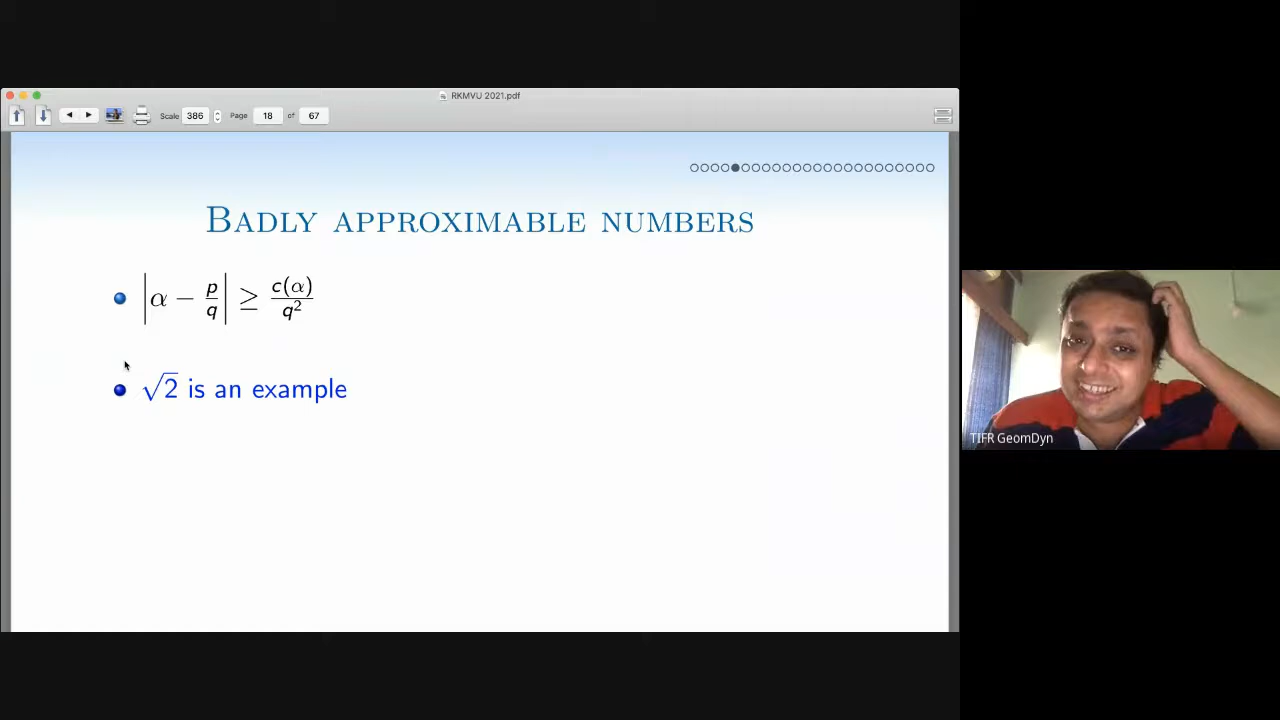 RKMVU 2021.pdf
Scale 386 Page 18 of 67
BADLY APPROXIMABLE NUMBERS
|α − p/q| ≥ c(α)/q²
√2 is an example
TIFR GeomDyn